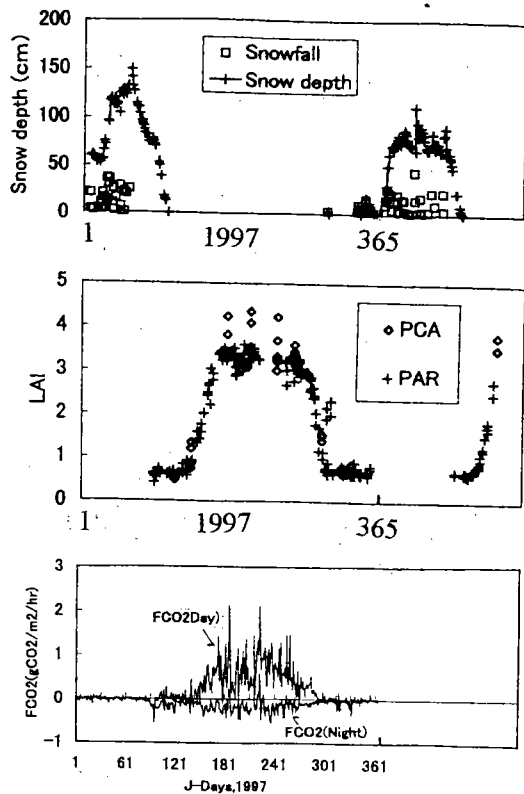 200
150
100
50
0
Snow depth (cm)
Snowfall
Snow depth
1 1997 365
5
4
3
2
1
0
LAI
PCA
PAR
1 1997 365
3
2
1
0
-1
FCO2(gCO2/m2/hr)
FCO2Day)
FCO2(Night)
1 61 121 181 241 301 361
J-Days,1997